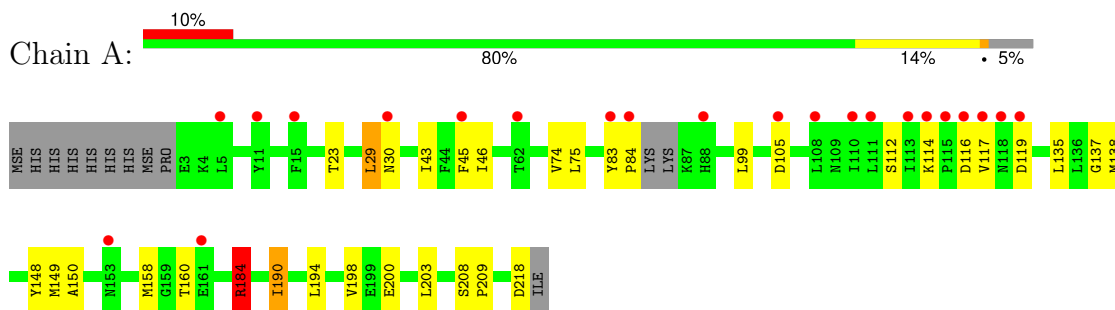 10%
Chain A:
80% 14% • 5%
MSE HIS HIS HIS HIS HIS HIS MSE PRO E3 K4 L5 Y11 F15 T23 L29 N30 I43 F44 F45 I46 T62 V74 L75 Y83 P84 LYS LYS K87 H88 L99 D105 L108 N109 I110 L111 S112 I113 K114 P115 D116 V117 N118 D119 L135 L136 G137 M138
Y148 M149 A150 N153 M158 G159 T160 E161 R184 I190 L194 V198 E199 E200 L203 S208 P209 D218 ILE